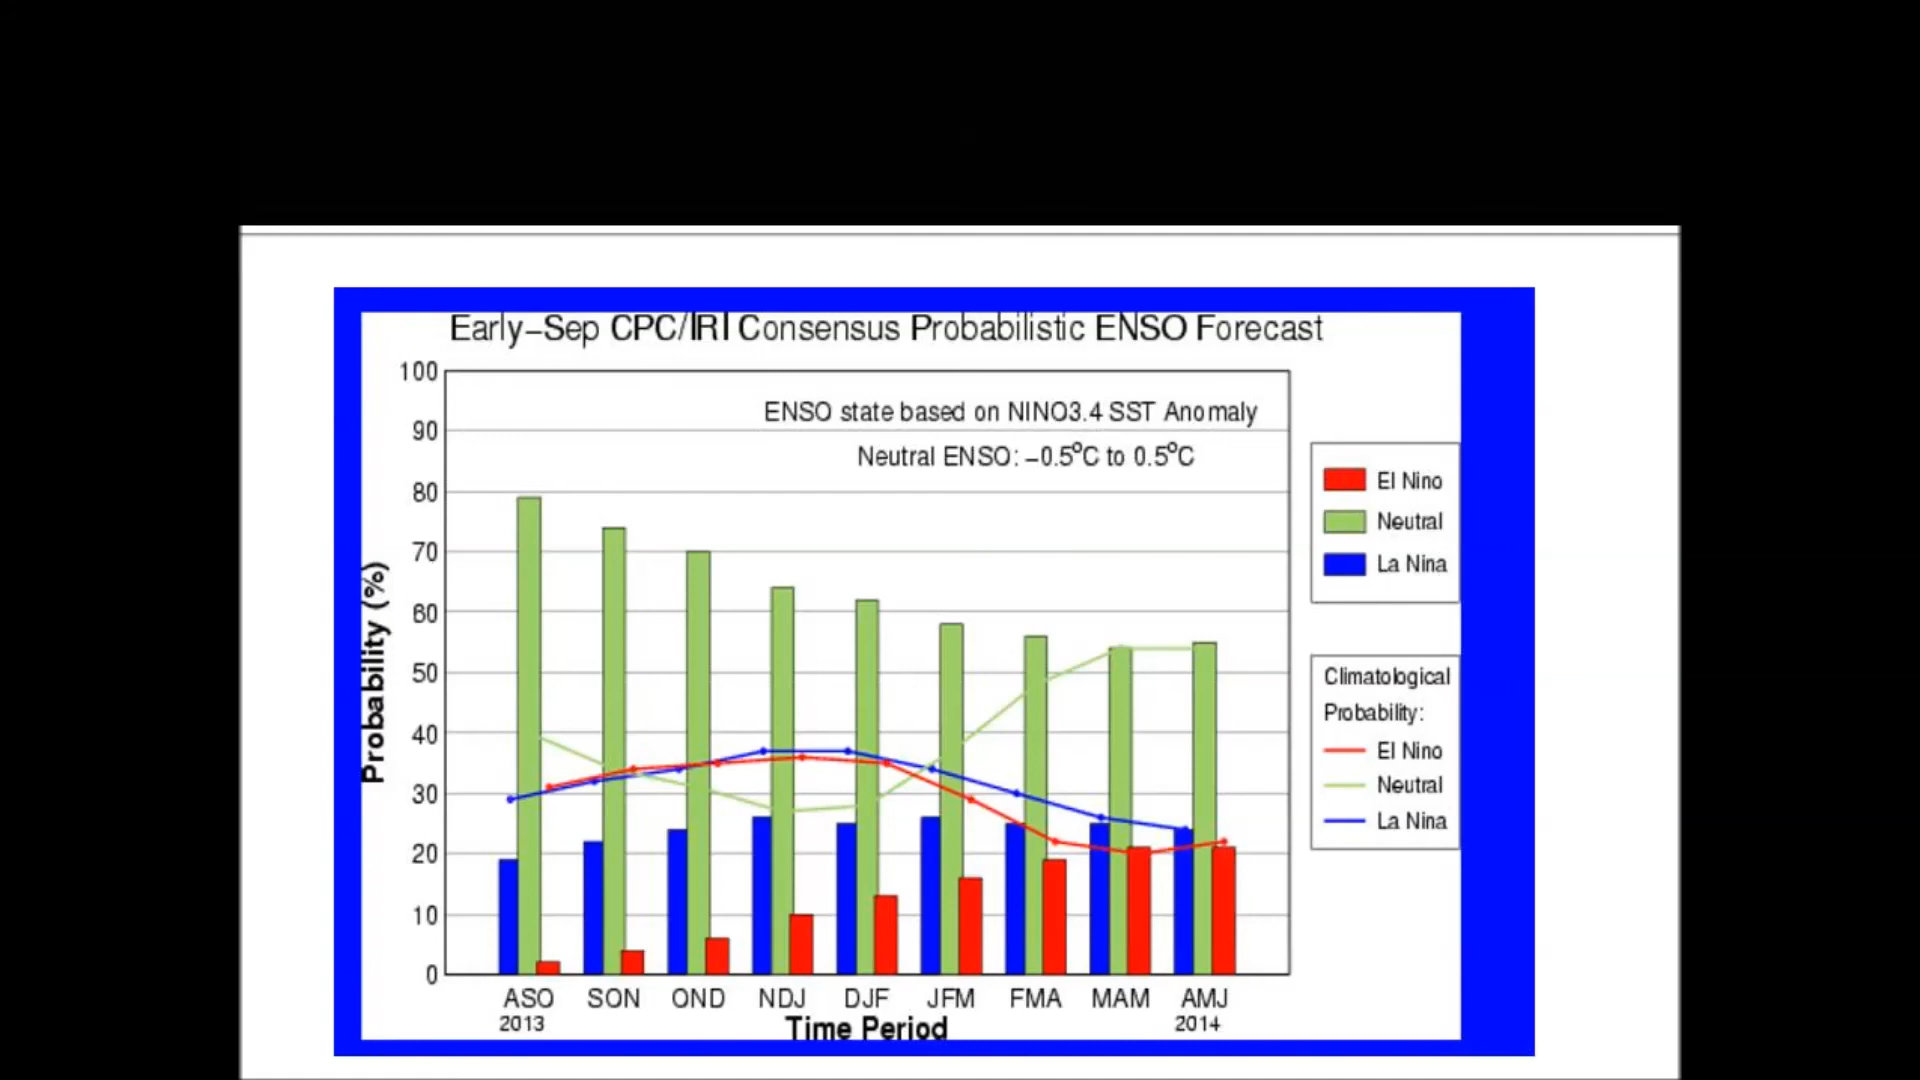 Early–Sep CPC/IRI Consensus Probabilistic ENSO Forecast
ENSO state based on NINO3.4 SST Anomaly
Neutral ENSO: –0.5°C to 0.5°C
100
90
80
70
60
50
40
30
20
10
0
Probability (%)
ASO SON OND NDJ DJF JFM FMA MAM AMJ
2013 2014
Time Period
El Nino
Neutral
La Nina
Climatological
Probability:
El Nino
Neutral
La Nina